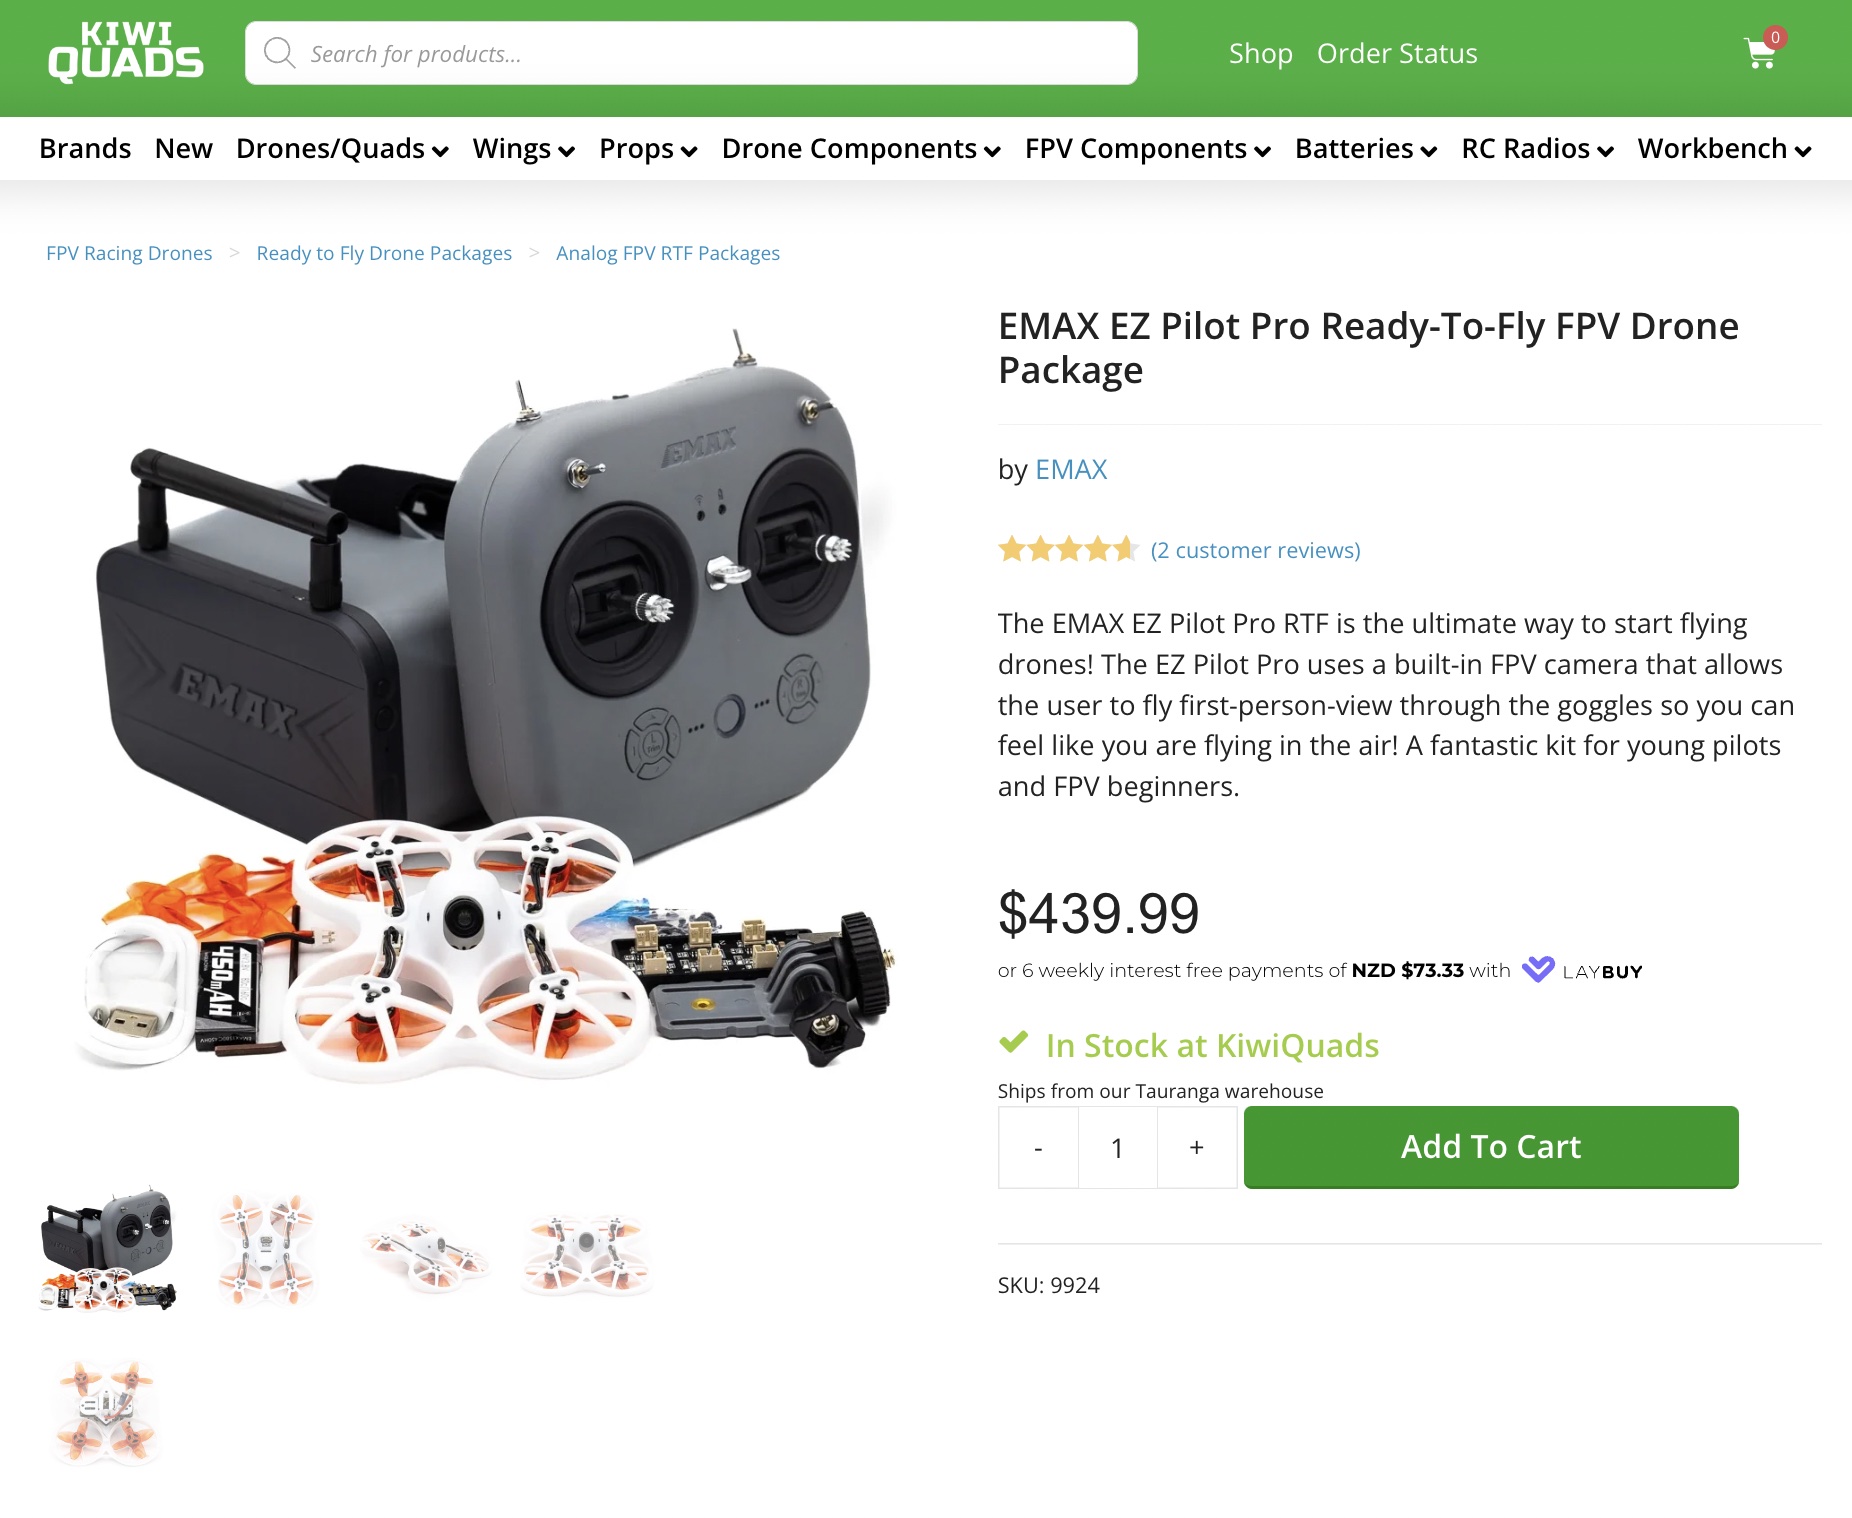 KIWI
QUADS
Search for products...
Shop Order Status
0
Brands New Drones/Quads Wings Props Drone Components FPV Components Batteries RC Radios Workbench
FPV Racing Drones > Ready to Fly Drone Packages > Analog FPV RTF Packages
EMAX EZ Pilot Pro Ready-To-Fly FPV Drone
Package
by EMAX
(2 customer reviews)
The EMAX EZ Pilot Pro RTF is the ultimate way to start flying
drones! The EZ Pilot Pro uses a built-in FPV camera that allows
the user to fly first-person-view through the goggles so you can
feel like you are flying in the air! A fantastic kit for young pilots
and FPV beginners.
$439.99
or 6 weekly interest free payments of NZD $73.33 with LAYBUY
In Stock at KiwiQuads
Ships from our Tauranga warehouse
- 1 + Add To Cart
SKU: 9924
EMAX
EMAX
450mAH